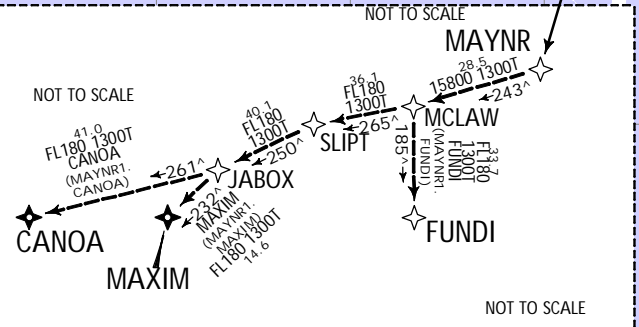 NOT TO SCALE
MAYNR
28.5
15800 1300T
243^
NOT TO SCALE
36.1
FL180
1300T
265^
MCLAW
40.1
FL180
1300T
250^
SLIPT
33.7
FL180
1300T
FUNDI
(MAYNR1.
FUNDI)
185^
41.0
FL180 1300T
CANOA
(MAYNR1.
CANOA)
261^
JABOX
232^
MAXIM
(MAYNR1.
MAXIM)
FL180 1300T
14.6
CANOA
MAXIM
FUNDI
NOT TO SCALE